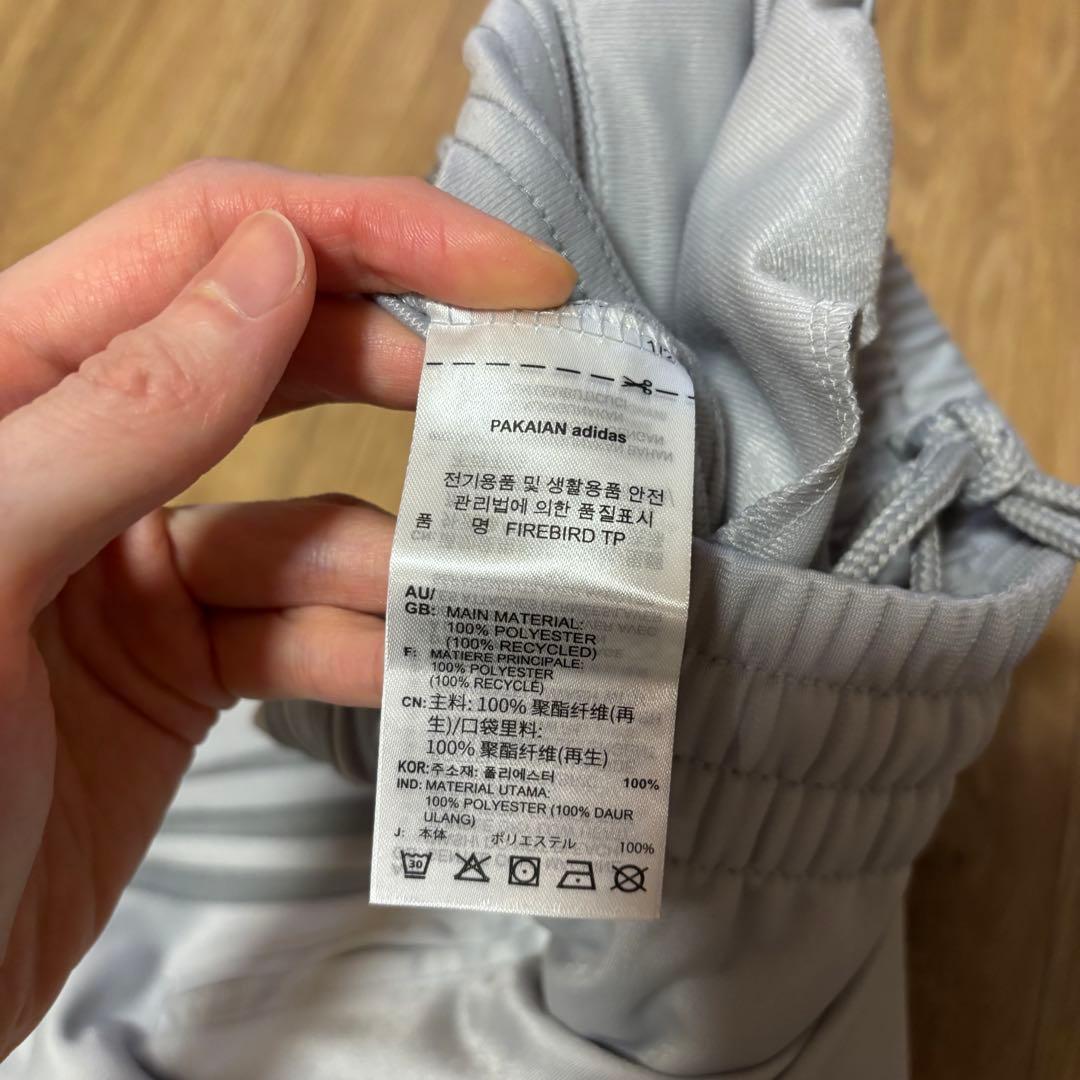 PAKAIAN adidas
전기용품 및 생활용품 안전
관리법에 의한 품질표시
품 명 FIREBIRD TP
AU/
GB: MAIN MATERIAL:
100% POLYESTER
(100% RECYCLED)
F: MATIERE PRINCIPALE:
100% POLYESTER
(100% RECYCLE)
CN: 主料: 100% 聚酯纤维(再
生)/口袋里料:
100% 聚酯纤维(再生)
KOR: 주소재: 폴리에스터 100%
IND: MATERIAL UTAMA:
100% POLYESTER (100% DAUR
ULANG)
J: 本体 ポリエステル 100%
30